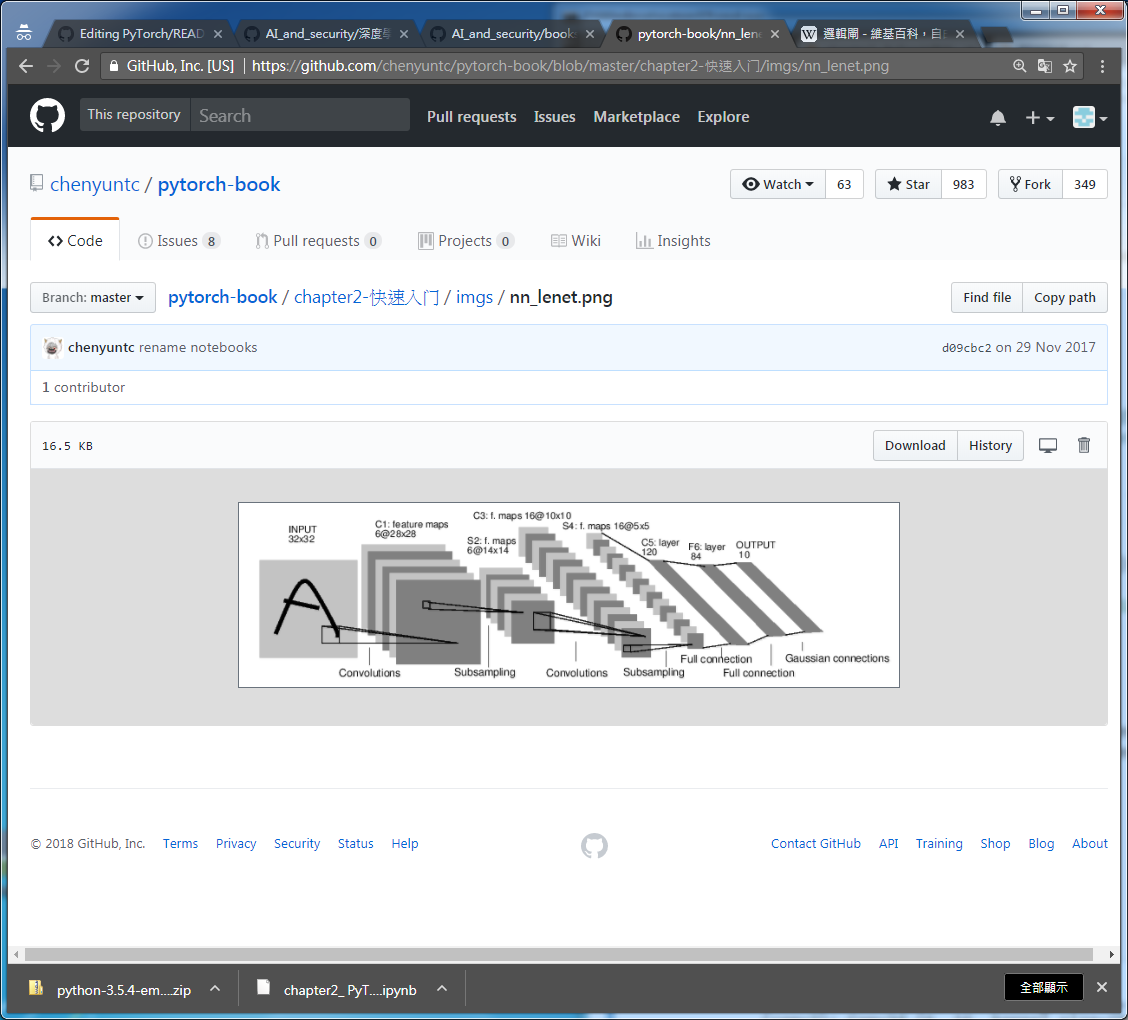 Editing PyTorch/READ
AI_and_security/深度學
AI_and_security/book
pytorch-book/nn_lene
邏輯閘 - 維基百科，自由
GitHub, Inc. [US] | https://github.com/chenyuntc/pytorch-book/blob/master/chapter2-快速入门/imgs/nn_lenet.png
This repository Search Pull requests Issues Marketplace Explore
chenyuntc / pytorch-book
Watch 63 Star 983 Fork 349
Code Issues 8 Pull requests 0 Projects 0 Wiki Insights
Branch: master pytorch-book / chapter2-快速入门 / imgs / nn_lenet.png Find file Copy path
chenyuntc rename notebooks d09cbc2 on 29 Nov 2017
1 contributor
16.5 KB Download History
INPUT
32x32
C1: feature maps
6@28x28
S2: f. maps
6@14x14
C3: f. maps 16@10x10
S4: f. maps 16@5x5
C5: layer
120
F6: layer
84
OUTPUT
10
A
Convolutions
Subsampling
Convolutions
Subsampling
Full connection
Full connection
Gaussian connections
© 2018 GitHub, Inc. Terms Privacy Security Status Help Contact GitHub API Training Shop Blog About
python-3.5.4-em....zip chapter2_ PyT....ipynb 全部顯示